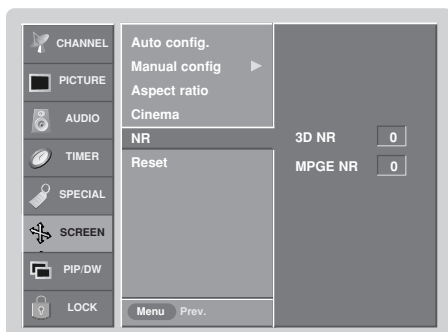 CHANNEL
PICTURE
AUDIO
TIMER
SPECIAL
SCREEN
PIP/DW
LOCK
Auto config.
Manual config ▶
Aspect ratio
Cinema
NR
Reset
Menu Prev.
3D NR 0
MPGE NR 0